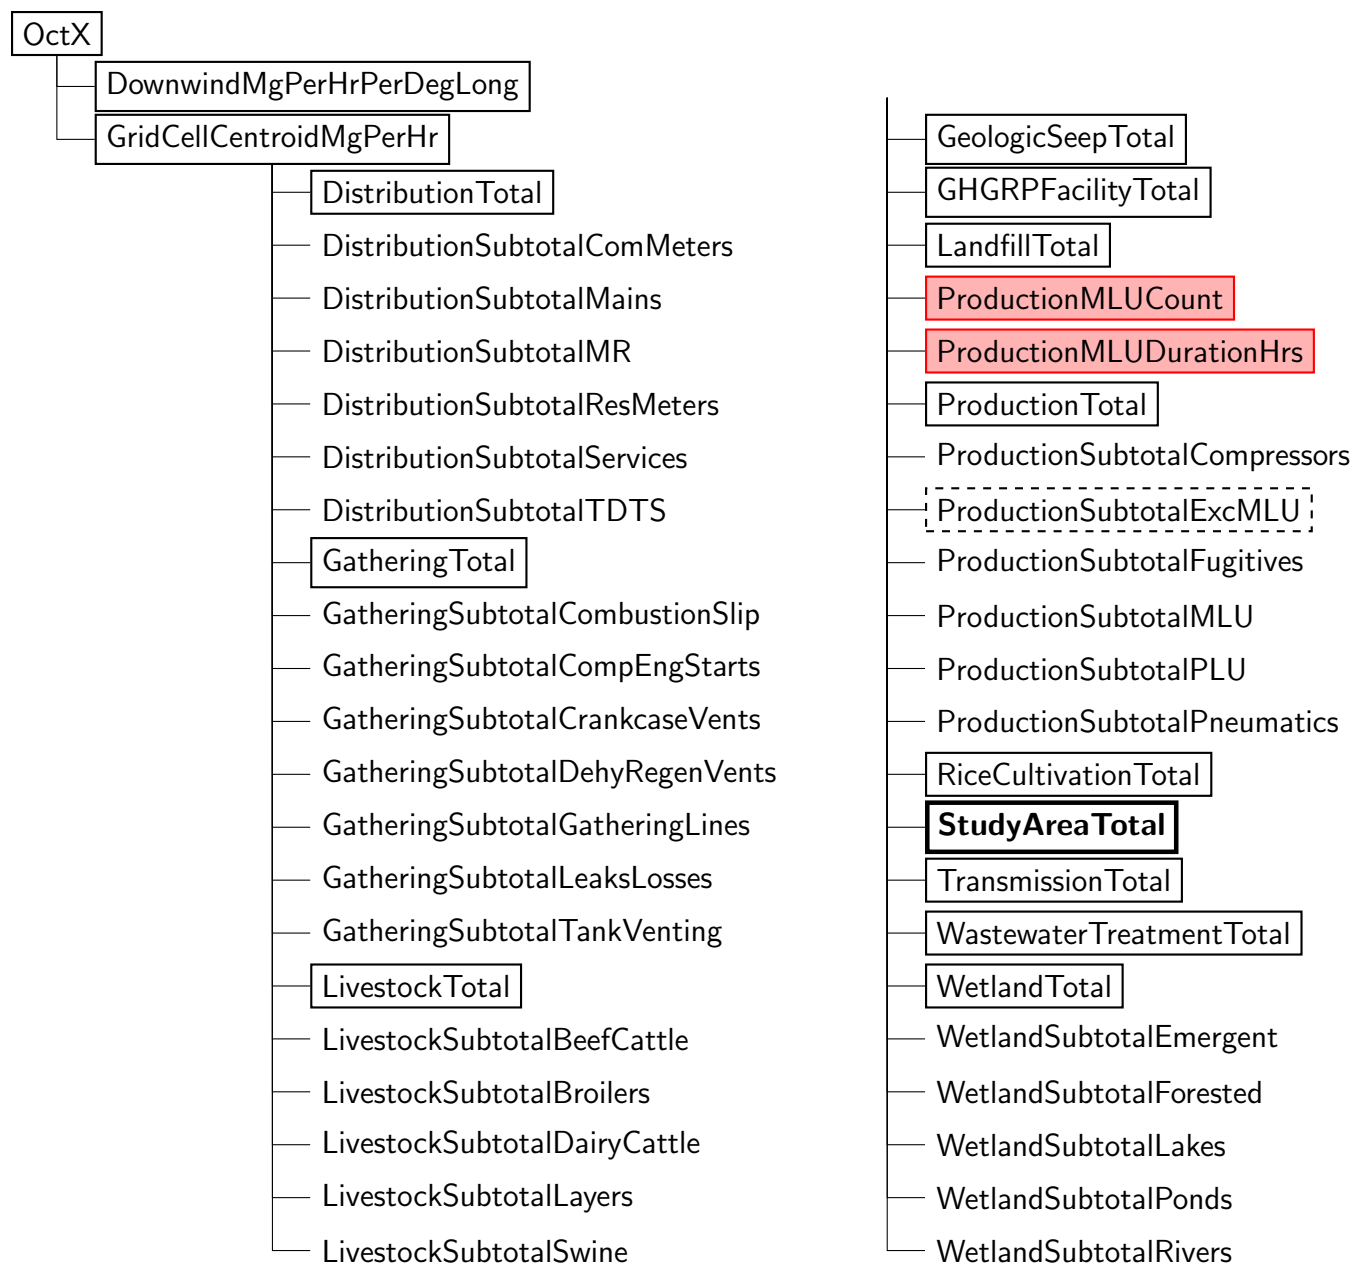 OctX
DownwindMgPerHrPerDegLong
GridCellCentroidMgPerHr
DistributionTotal
DistributionSubtotalComMeters
DistributionSubtotalMains
DistributionSubtotalMR
DistributionSubtotalResMeters
DistributionSubtotalServices
DistributionSubtotalTDTS
GatheringTotal
GatheringSubtotalCombustionSlip
GatheringSubtotalCompEngStarts
GatheringSubtotalCrankcaseVents
GatheringSubtotalDehyRegenVents
GatheringSubtotalGatheringLines
GatheringSubtotalLeaksLosses
GatheringSubtotalTankVenting
LivestockTotal
LivestockSubtotalBeefCattle
LivestockSubtotalBroilers
LivestockSubtotalDairyCattle
LivestockSubtotalLayers
LivestockSubtotalSwine
GeologicSeepTotal
GHGRPFacilityTotal
LandfillTotal
ProductionMLUCount
ProductionMLUDurationHrs
ProductionTotal
ProductionSubtotalCompressors
ProductionSubtotalExcMLU
ProductionSubtotalFugitives
ProductionSubtotalMLU
ProductionSubtotalPLU
ProductionSubtotalPneumatics
RiceCultivationTotal
StudyAreaTotal
TransmissionTotal
WastewaterTreatmentTotal
WetlandTotal
WetlandSubtotalEmergent
WetlandSubtotalForested
WetlandSubtotalLakes
WetlandSubtotalPonds
WetlandSubtotalRivers